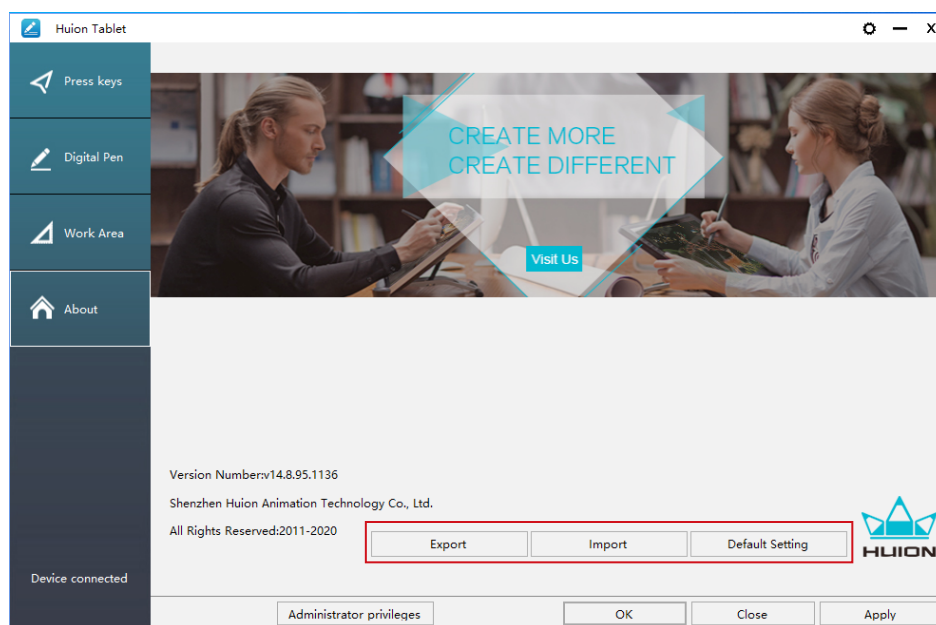 Huion Tablet
X
Press keys
Digital Pen
Work Area
About
Device connected
CREATE MORE
CREATE DIFFERENT
Visit Us
Version Number:v14.8.95.1136
Shenzhen Huion Animation Technology Co., Ltd.
All Rights Reserved:2011-2020
Export Import Default Setting
HUION
Administrator privileges OK Close Apply